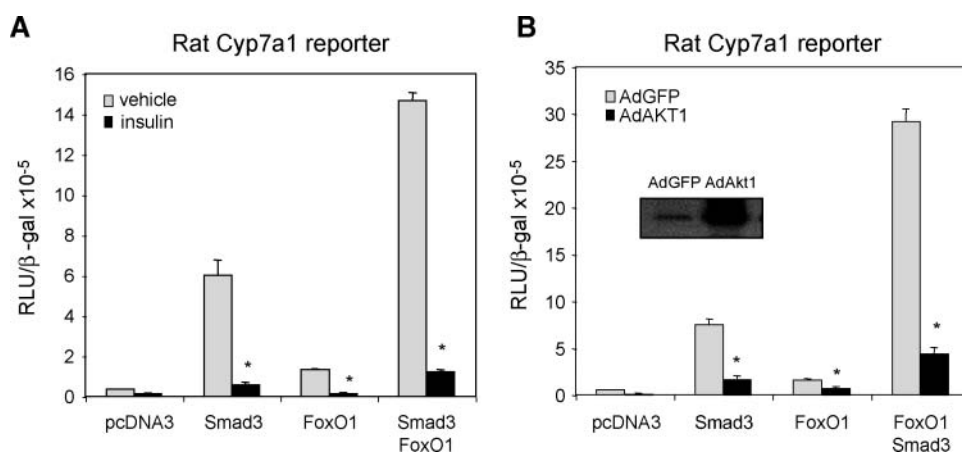 A
Rat Cyp7a1 reporter
RLU/β-gal x10-5
16
14
12
10
8
6
4
2
0
vehicle
insulin
*
*
*
pcDNA3
Smad3
FoxO1
Smad3
FoxO1
B
Rat Cyp7a1 reporter
RLU/β-gal x10-5
35
30
25
20
15
10
5
0
AdGFP
AdAKT1
AdGFP AdAkt1
*
*
*
pcDNA3
Smad3
FoxO1
FoxO1
Smad3